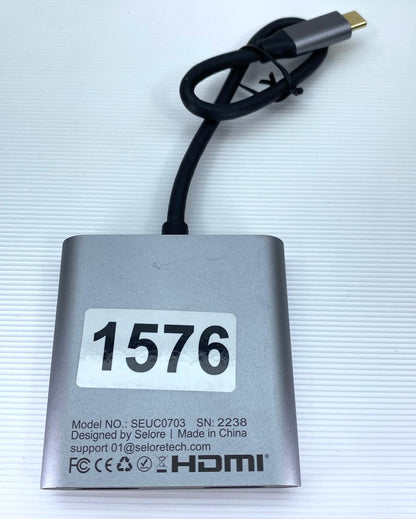 1576
Model NO.: SEUC0703 SN: 2238
Designed by Selore | Made in China
support 01@seloretech.com
FC CE HDMI